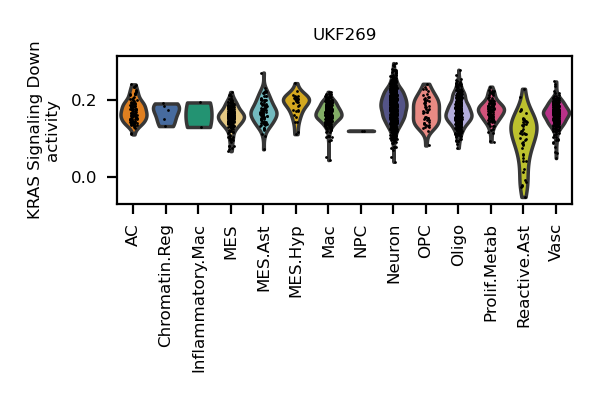 UKF269
KRAS Signaling Down
activity
0.2
0.0
AC
Chromatin.Reg
Inflammatory.Mac
MES
MES.Ast
MES.Hyp
Mac
NPC
Neuron
OPC
Oligo
Prolif.Metab
Reactive.Ast
Vasc